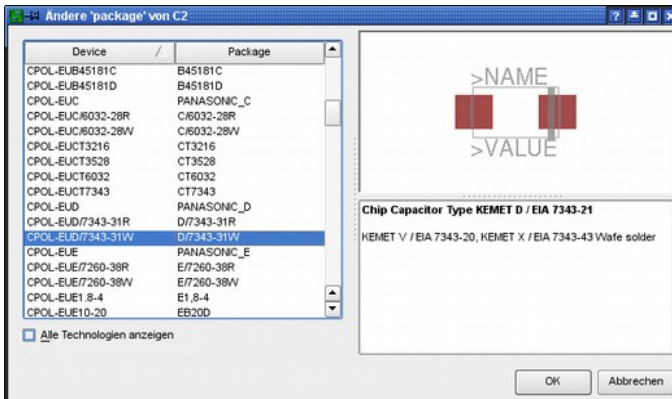 Ändere 'package' von C2
Device Package
CPOL-EUB45181C B45181C
CPOL-EUB45181D B45181D
CPOL-EUC PANASONIC_C
CPOL-EUC/6032-28R C/6032-28R
CPOL-EUC/6032-28W C/6032-28W
CPOL-EUCT3216 CT3216
CPOL-EUCT3528 CT3528
CPOL-EUCT6032 CT6032
CPOL-EUCT7343 CT7343
CPOL-EUD PANASONIC_D
CPOL-EUD/7343-31R D/7343-31R
CPOL-EUD/7343-31W D/7343-31W
CPOL-EUE PANASONIC_E
CPOL-EUE/7260-38R E/7260-38R
CPOL-EUE/7260-38W E/7260-38W
CPOL-EUE1.8-4 E1,8-4
CPOL-EUE10-20 EB20D
Alle Technologien anzeigen
>NAME
>VALUE
Chip Capacitor Type KEMET D / EIA 7343-21
KEMET V / EIA 7343-20, KEMET X / EIA 7343-43 Wafe solder
OK Abbrechen